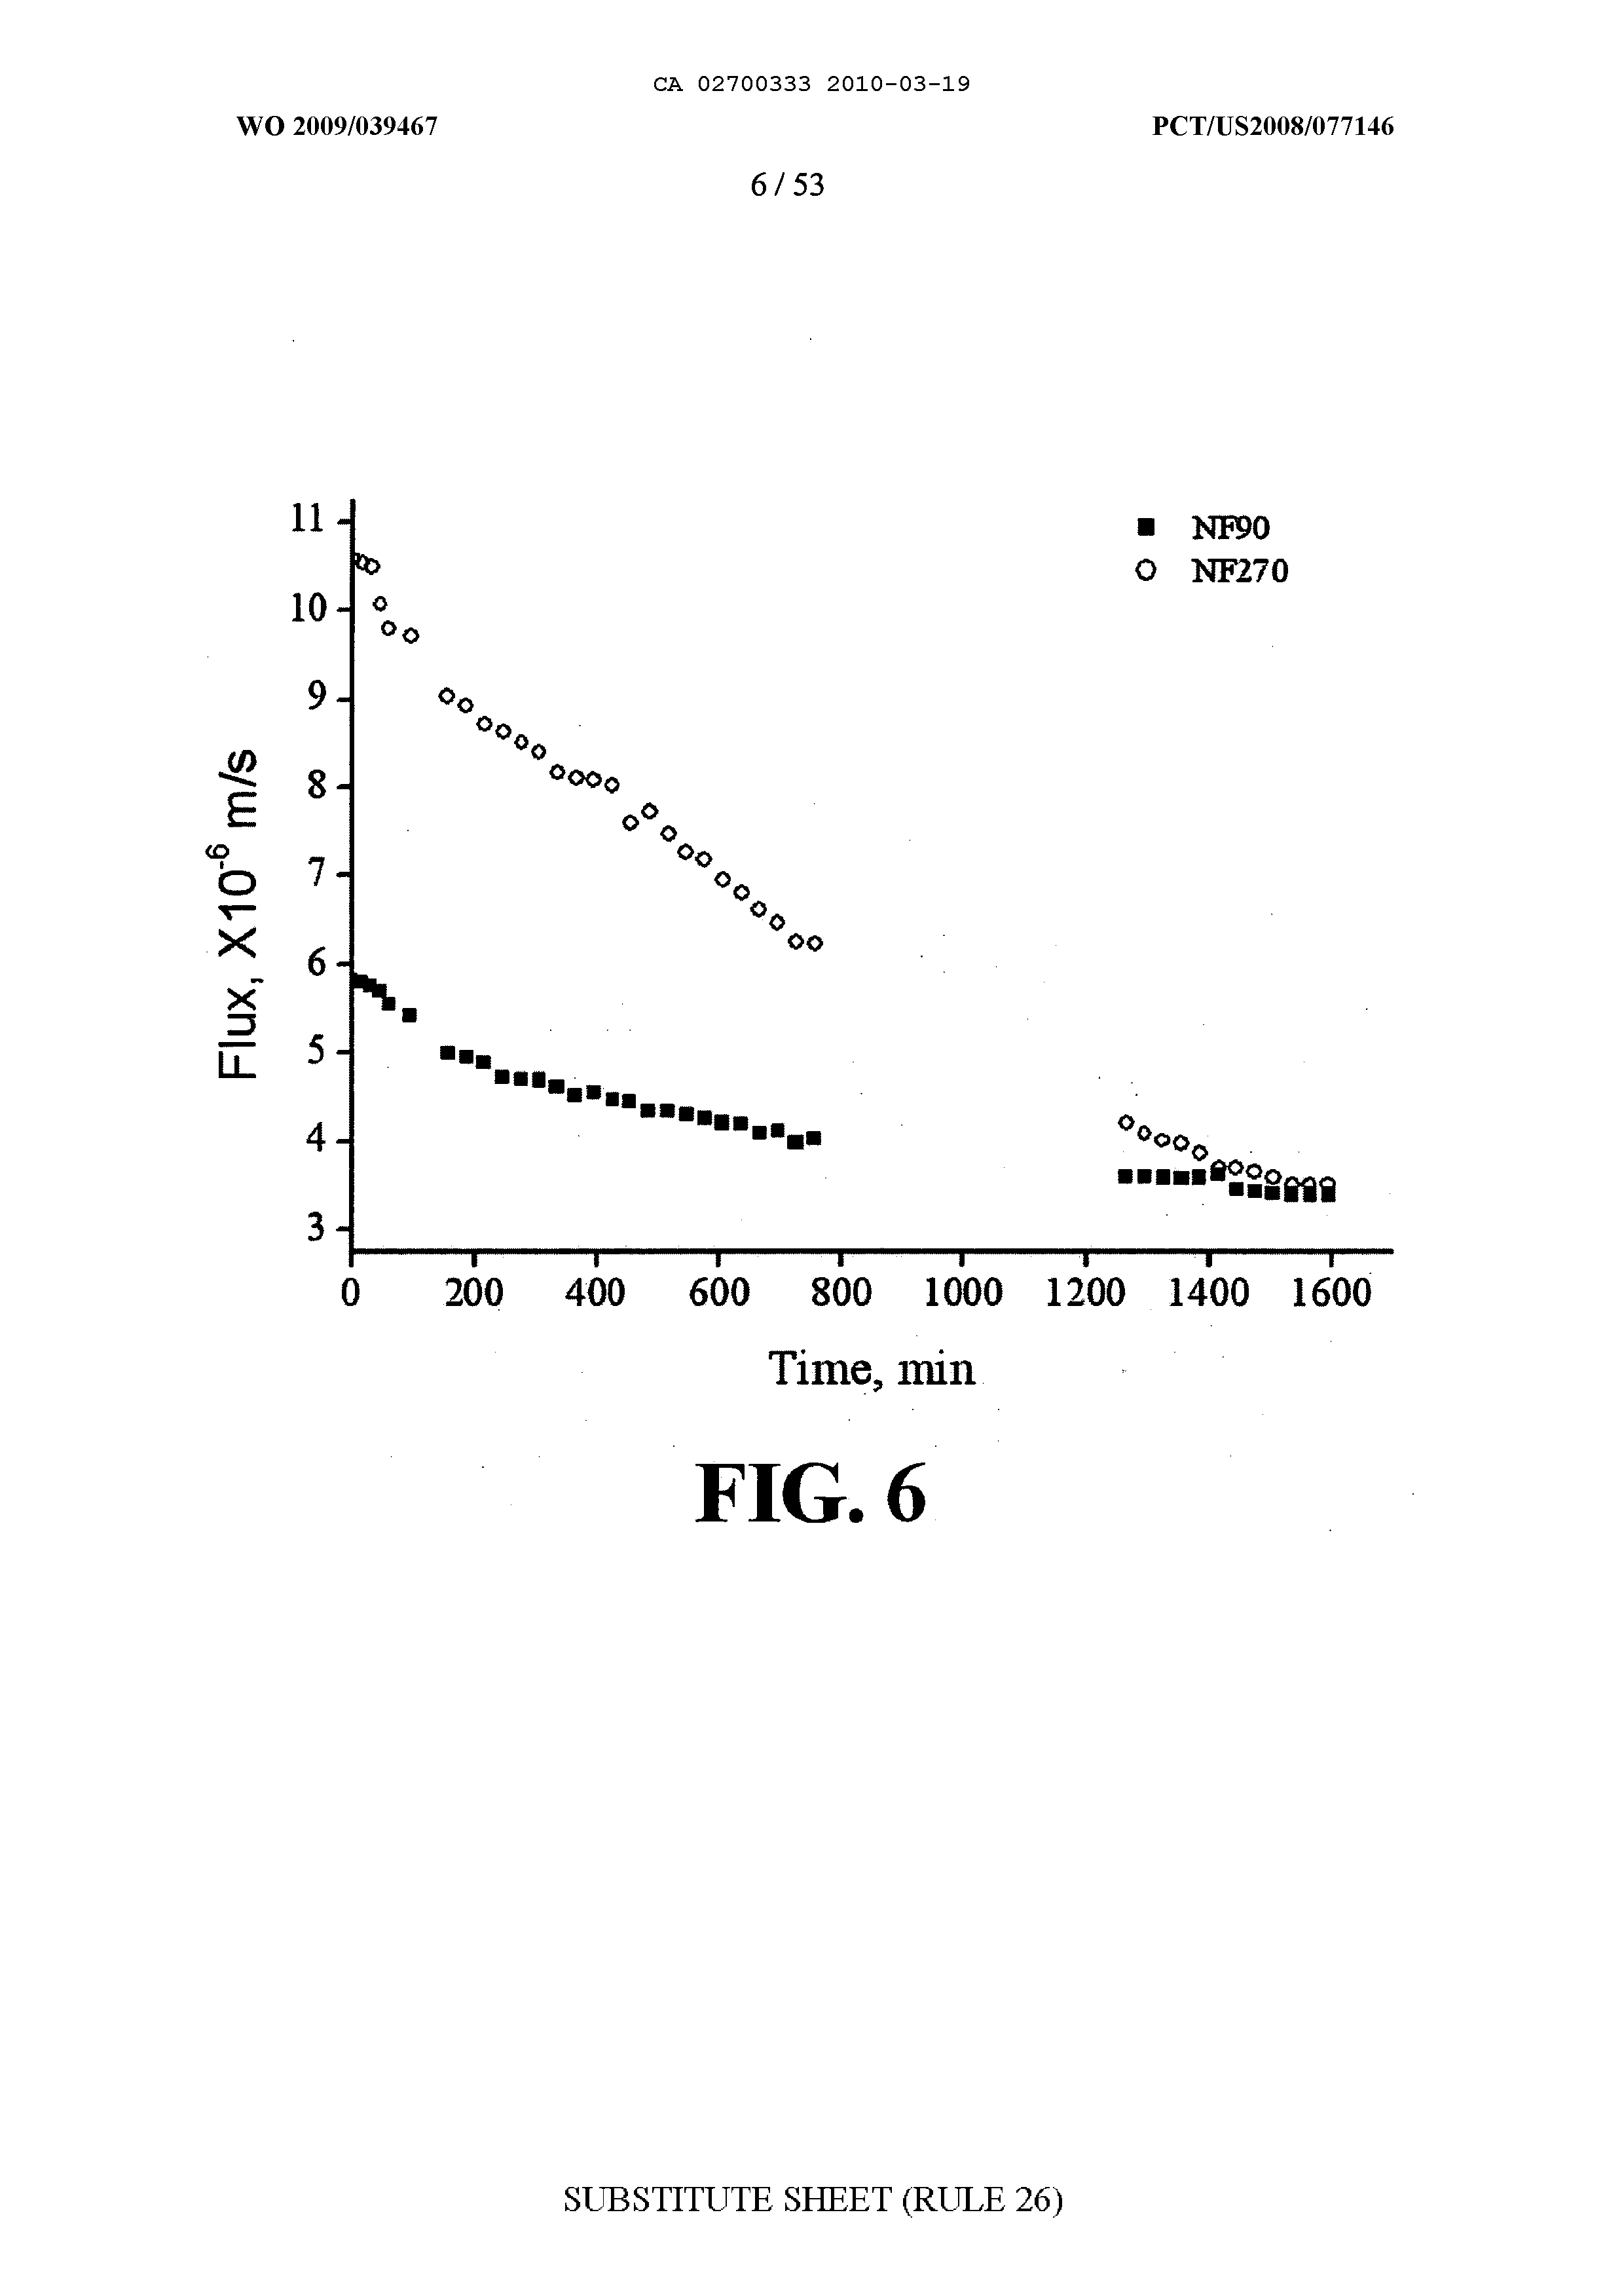 CA 02700333 2010-03-19
WO 2009/039467
PCT/US2008/077146
6 / 53
11
10
9
8
7
6
5
4
3
Flux, X10⁻⁶ m/s
■ NF90
○ NF270
0 200 400 600 800 1000 1200 1400 1600
Time, min
FIG. 6
SUBSTITUTE SHEET (RULE 26)